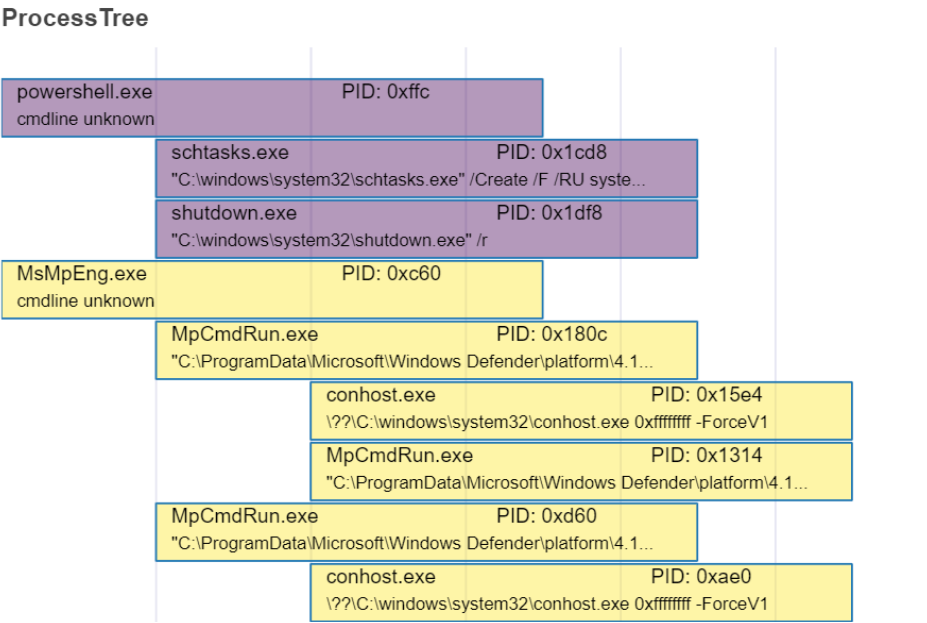 ProcessTree
powershell.exe PID: 0xffc
cmdline unknown
schtasks.exe PID: 0x1cd8
"C:\windows\system32\schtasks.exe" /Create /F /RU syste...
shutdown.exe PID: 0x1df8
"C:\windows\system32\shutdown.exe" /r
MsMpEng.exe PID: 0xc60
cmdline unknown
MpCmdRun.exe PID: 0x180c
"C:\ProgramData\Microsoft\Windows Defender\platform\4.1...
conhost.exe PID: 0x15e4
\??\C:\windows\system32\conhost.exe 0xffffffff -ForceV1
MpCmdRun.exe PID: 0x1314
"C:\ProgramData\Microsoft\Windows Defender\platform\4.1...
MpCmdRun.exe PID: 0xd60
"C:\ProgramData\Microsoft\Windows Defender\platform\4.1...
conhost.exe PID: 0xae0
\??\C:\windows\system32\conhost.exe 0xffffffff -ForceV1